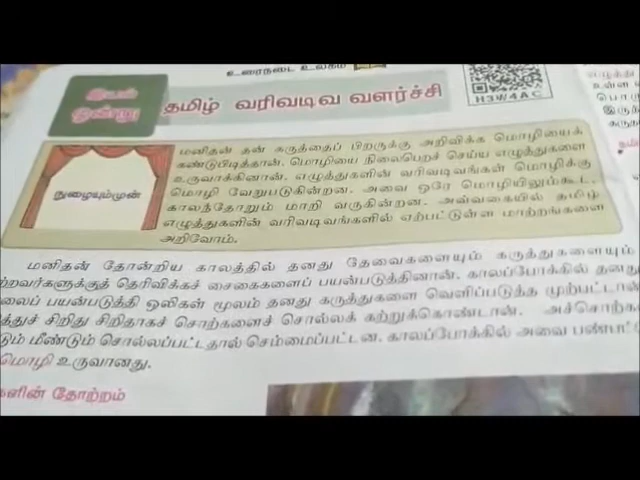 உரைநடை உலகம்
இயல்
ஒன்று
தமிழ் வரிவடிவ வளர்ச்சி
H3W4AC
நுழையும்முன்
மனிதன் தன் கருத்தைப் பிறருக்கு அறிவிக்க மொழியைக்
கண்டுபிடித்தான். மொழியை நிலைபெறச் செய்ய எழுத்துகளை
உருவாக்கினான். எழுத்துகளின் வரிவடிவங்கள் மொழிக்கு
மொழி வேறுபடுகின்றன. அவை ஒரே மொழியிலும்கூட
காலந்தோறும் மாறி வருகின்றன. அவ்வகையில் தமிழ்
எழுத்துகளின் வரிவடிவங்களில் ஏற்பட்டுள்ள மாற்றங்களை
அறிவோம்.
மனிதன் தோன்றிய காலத்தில் தனது தேவைகளையும் கருத்துகளையும்
றவர்களுக்குத் தெரிவிக்கச் சைகைகளைப் பயன்படுத்தினான். காலப்போக்கில் தனது
லைப் பயன்படுத்தி ஒலிகள் மூலம் தனது கருத்துகளை வெளிப்படுத்த முற்பட்டான்
த்துச் சிறிது சிறிதாகச் சொற்களைச் சொல்லக் கற்றுக்கொண்டான். அச்சொற்க
டும் மீண்டும் சொல்லப்பட்டதால் செம்மைப்பட்டன. காலப்போக்கில் அவை பண்பட்
மொழி உருவானது.
களின் தோற்றம்